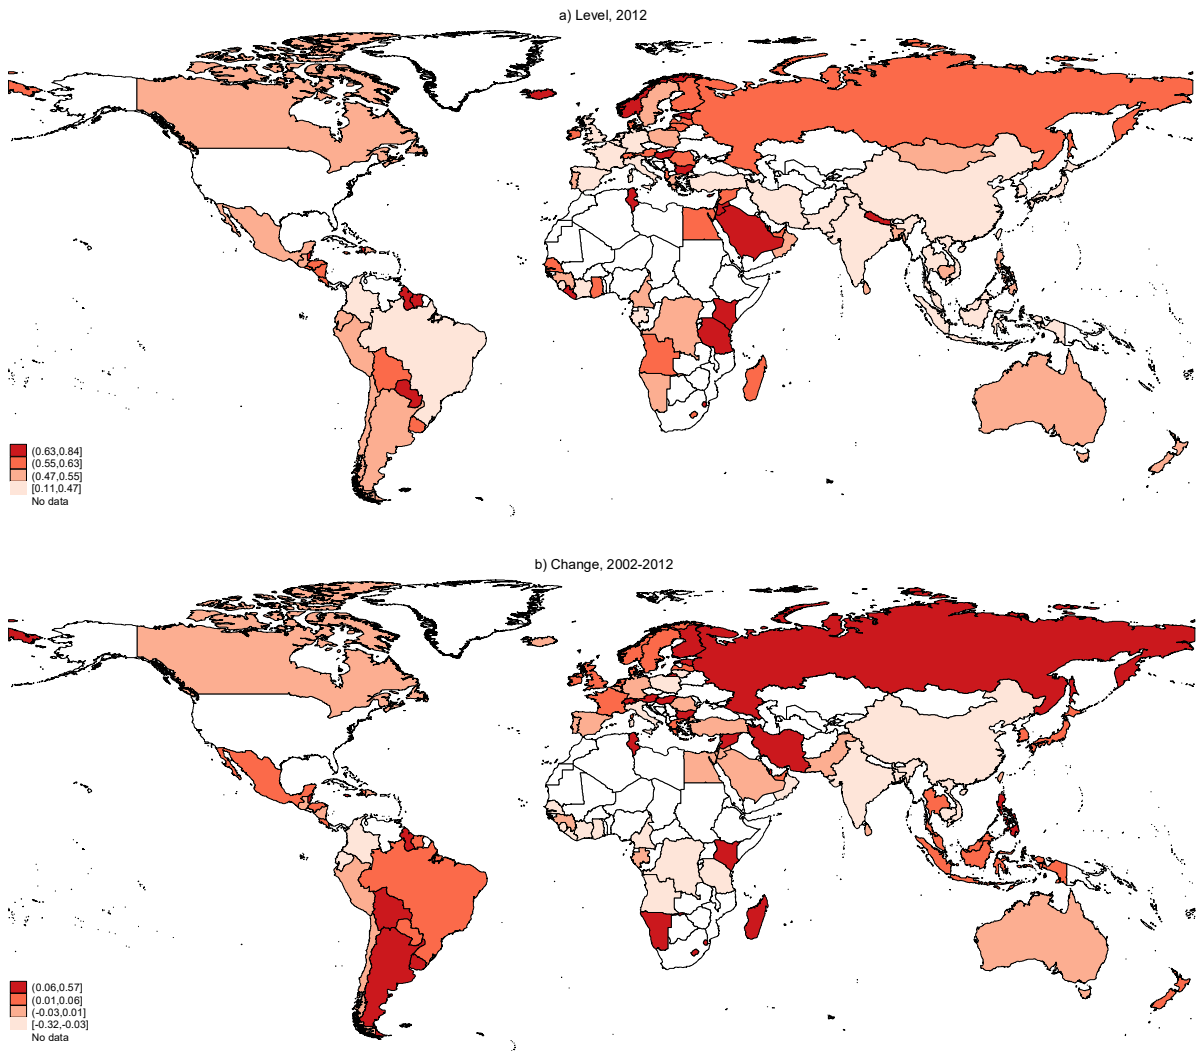 a) Level, 2012
(0.63,0.84]
(0.55,0.63]
(0.47,0.55]
[0.11,0.47]
No data
b) Change, 2002-2012
(0.06,0.57]
(0.01,0.06]
(-0.03,0.01]
[-0.32,-0.03]
No data